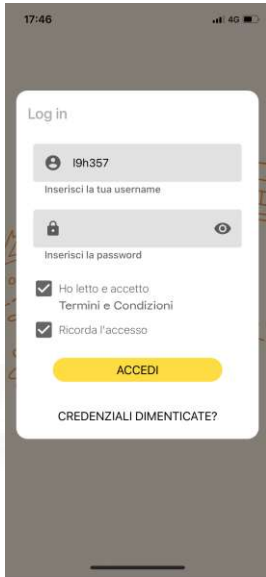 17:46
4G
Log in
l9h357
Inserisci la tua username
Inserisci la password
Ho letto e accetto
Termini e Condizioni
Ricorda l'accesso
ACCEDI
CREDENZIALI DIMENTICATE?